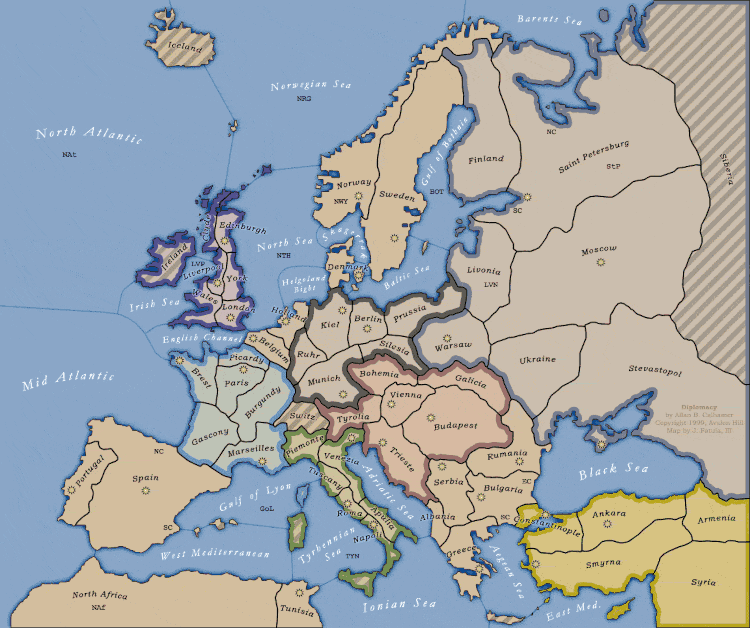 Barents Sea
Iceland
Norwegian Sea
NRG
North Atlantic
NAt
Gulf of Bothnia
BOT
NC
Saint Petersburg
StP
Siberia
Finland
Norway
NWY
Sweden
SC
Clyde
Edinburgh
Skagerrak
North Sea
NTH
Moscow
Ireland
LVP
Liverpool
York
Denmark
Baltic Sea
Livonia
LVN
Helgoland
Bight
Wales
London
Irish Sea
Holland
Kiel
Berlin
Prussia
English Channel
Belgium
Ruhr
Silesia
Warsaw
Ukraine
Stevastopol
Picardy
Brest
Paris
Burgundy
Munich
Bohemia
Galicia
Mid Atlantic
Vienna
Switz
Tyrolia
Budapest
Diplomacy
by Allan B. Calhamer
Copyright 1999, Avalon Hill
Map by J. Fatula, III
Gascony
Marseilles
Piemonte
Venezia
Trieste
Rumania
Black Sea
NC
Portugal
Spain
SC
Gulf of Lyon
GoL
Tuscany
Roma
Adriatic Sea
Apulia
Napoli
Serbia
Bulgaria
EC
SC
Albania
Constantinople
Ankara
Armenia
West Mediterranean
Tyrhennian
Sea
TYN
Greece
Aegean Sea
Smyrna
Syria
North Africa
NAf
Tunisia
Ionian Sea
East Med.